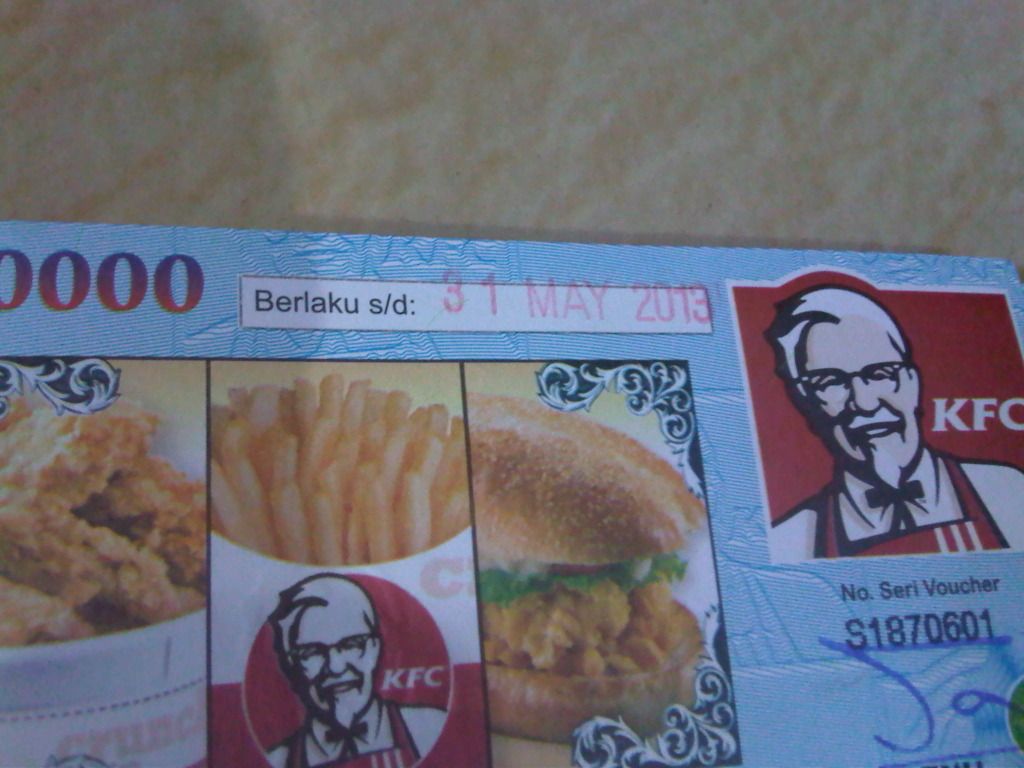 0000
Berlaku s/d: 31 MAY 2013
KFC
No. Seri Voucher
S1870601
KFC